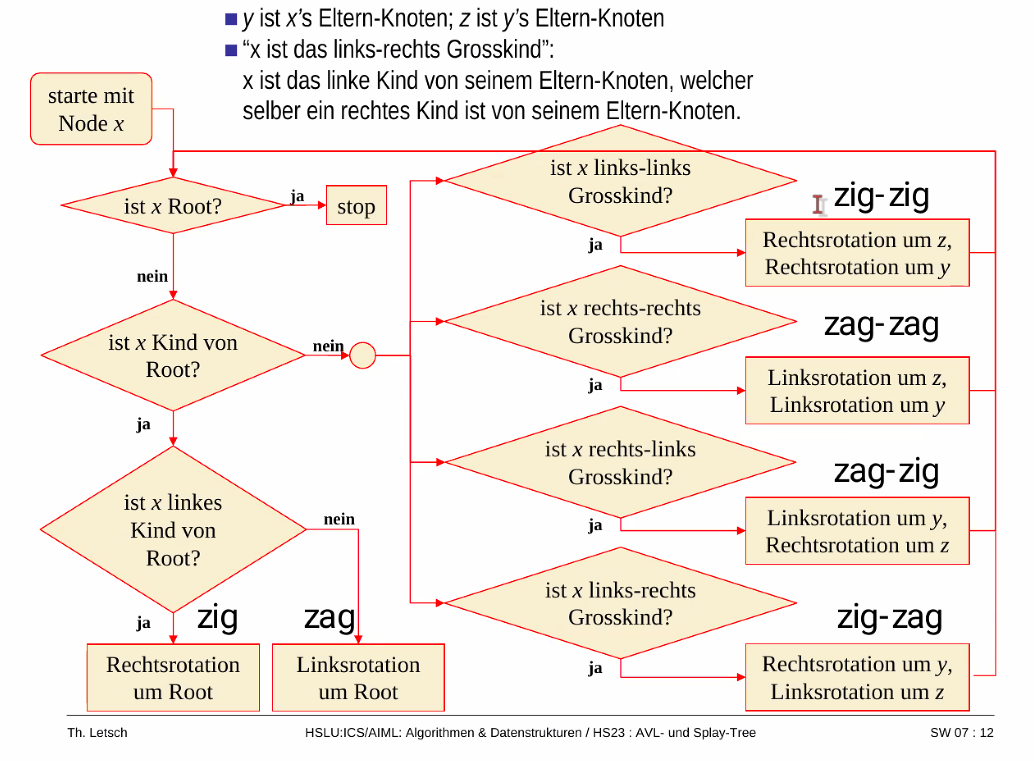 y ist x’s Eltern-Knoten; z ist y’s Eltern-Knoten
“x ist das links-rechts Grosskind”:
x ist das linke Kind von seinem Eltern-Knoten, welcher
selber ein rechtes Kind ist von seinem Eltern-Knoten.
starte mit
Node x
ist x Root?
ja
stop
nein
ist x Kind von
Root?
nein
ja
ist x linkes
Kind von
Root?
nein
ja
zig
zag
Rechtsrotation
um Root
Linksrotation
um Root
ist x links-links
Grosskind?
zig-zig
ja
Rechtsrotation um z,
Rechtsrotation um y
ist x rechts-rechts
Grosskind?
zag-zag
ja
Linksrotation um z,
Linksrotation um y
ist x rechts-links
Grosskind?
zag-zig
ja
Linksrotation um y,
Rechtsrotation um z
ist x links-rechts
Grosskind?
zig-zag
ja
Rechtsrotation um y,
Linksrotation um z
Th. Letsch
HSLU:ICS/AIML: Algorithmen & Datenstrukturen / HS23 : AVL- und Splay-Tree
SW 07 : 12